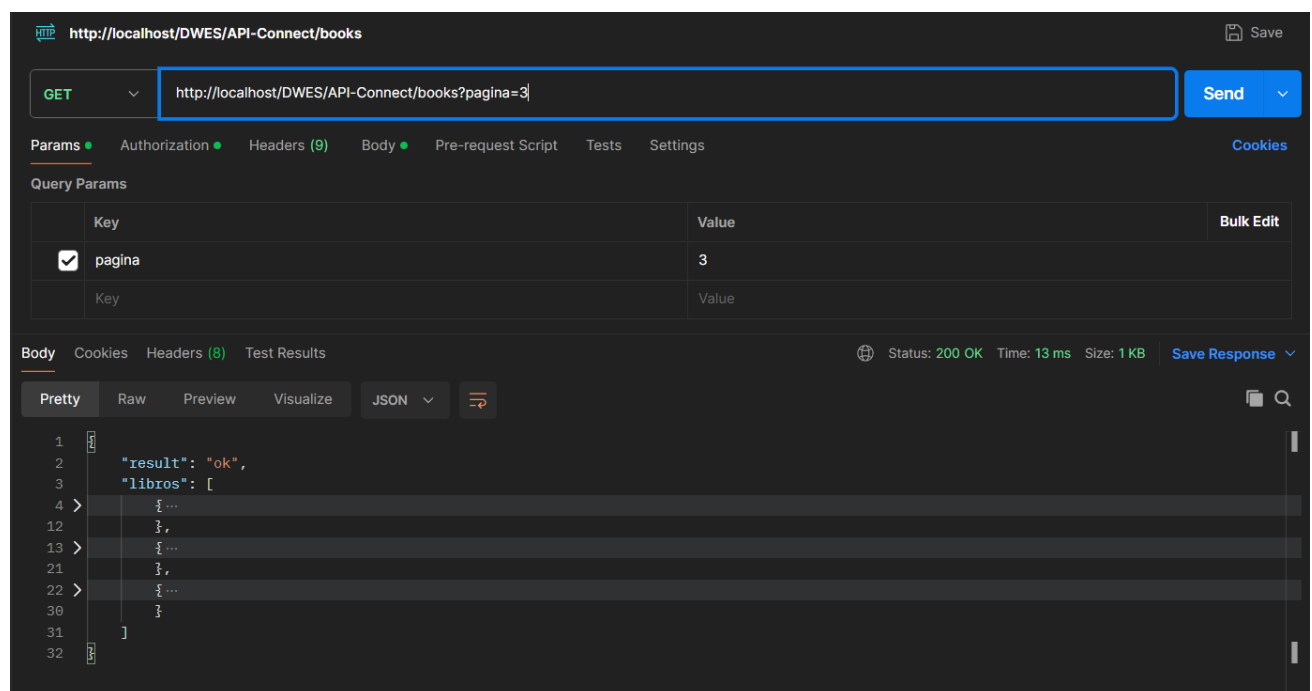 HTTP http://localhost/DWES/API-Connect/books Save
GET http://localhost/DWES/API-Connect/books?pagina=3 Send
Params Authorization Headers (9) Body Pre-request Script Tests Settings Cookies
Query Params
Key Value Bulk Edit
pagina 3
Key Value
Body Cookies Headers (8) Test Results Status: 200 OK Time: 13 ms Size: 1 KB Save Response
Pretty Raw Preview Visualize JSON
1 {
2 "result": "ok",
3 "libros": [
4 { ...
12 },
13 { ...
21 },
22 { ...
30 }
31 ]
32 }